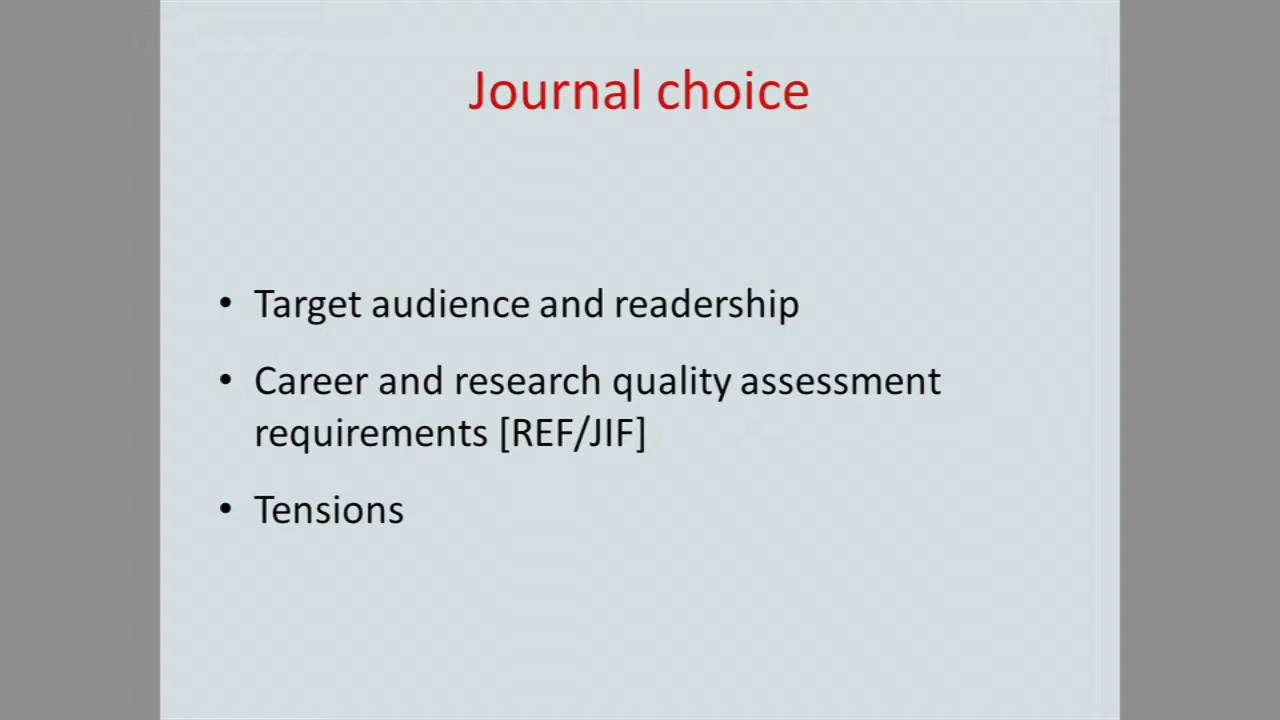 Journal choice
• Target audience and readership
• Career and research quality assessment
requirements [REF/JIF]
• Tensions